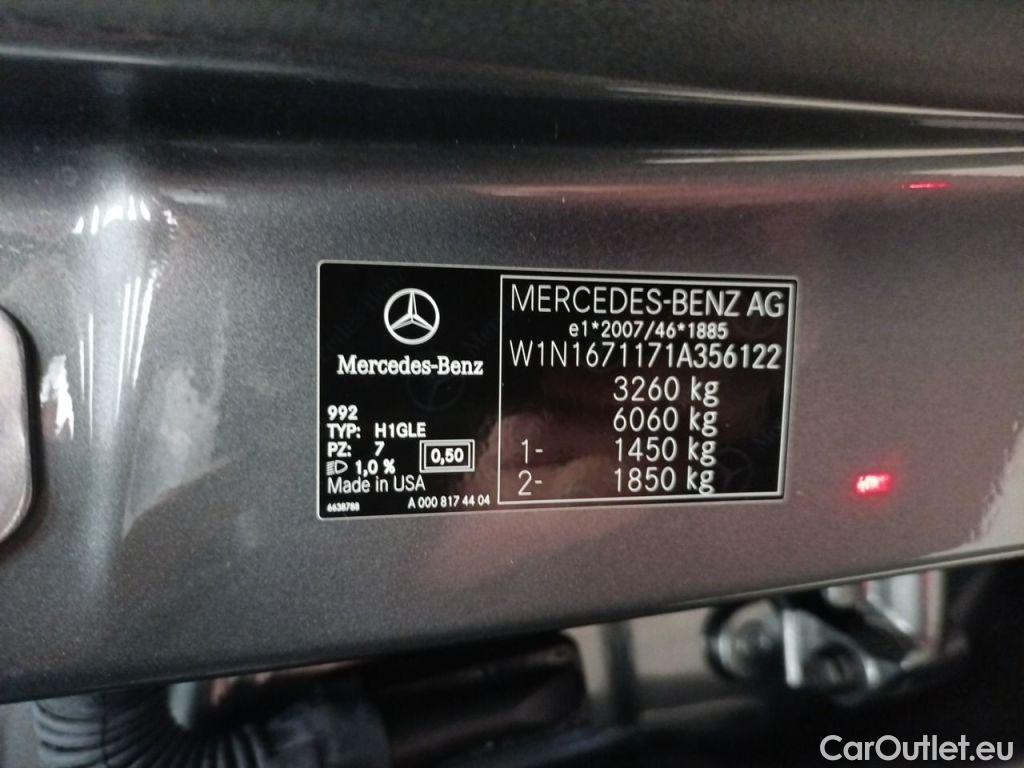 Mercedes-Benz
992
TYP: H1GLE
PZ: 7
1,0 %
0,50
Made in USA
6638788
A 000 817 44 04
MERCEDES-BENZ AG
e1*2007/46*1885
W1N1671171A356122
3260 kg
6060 kg
1- 1450 kg
2- 1850 kg
CarOutlet.eu